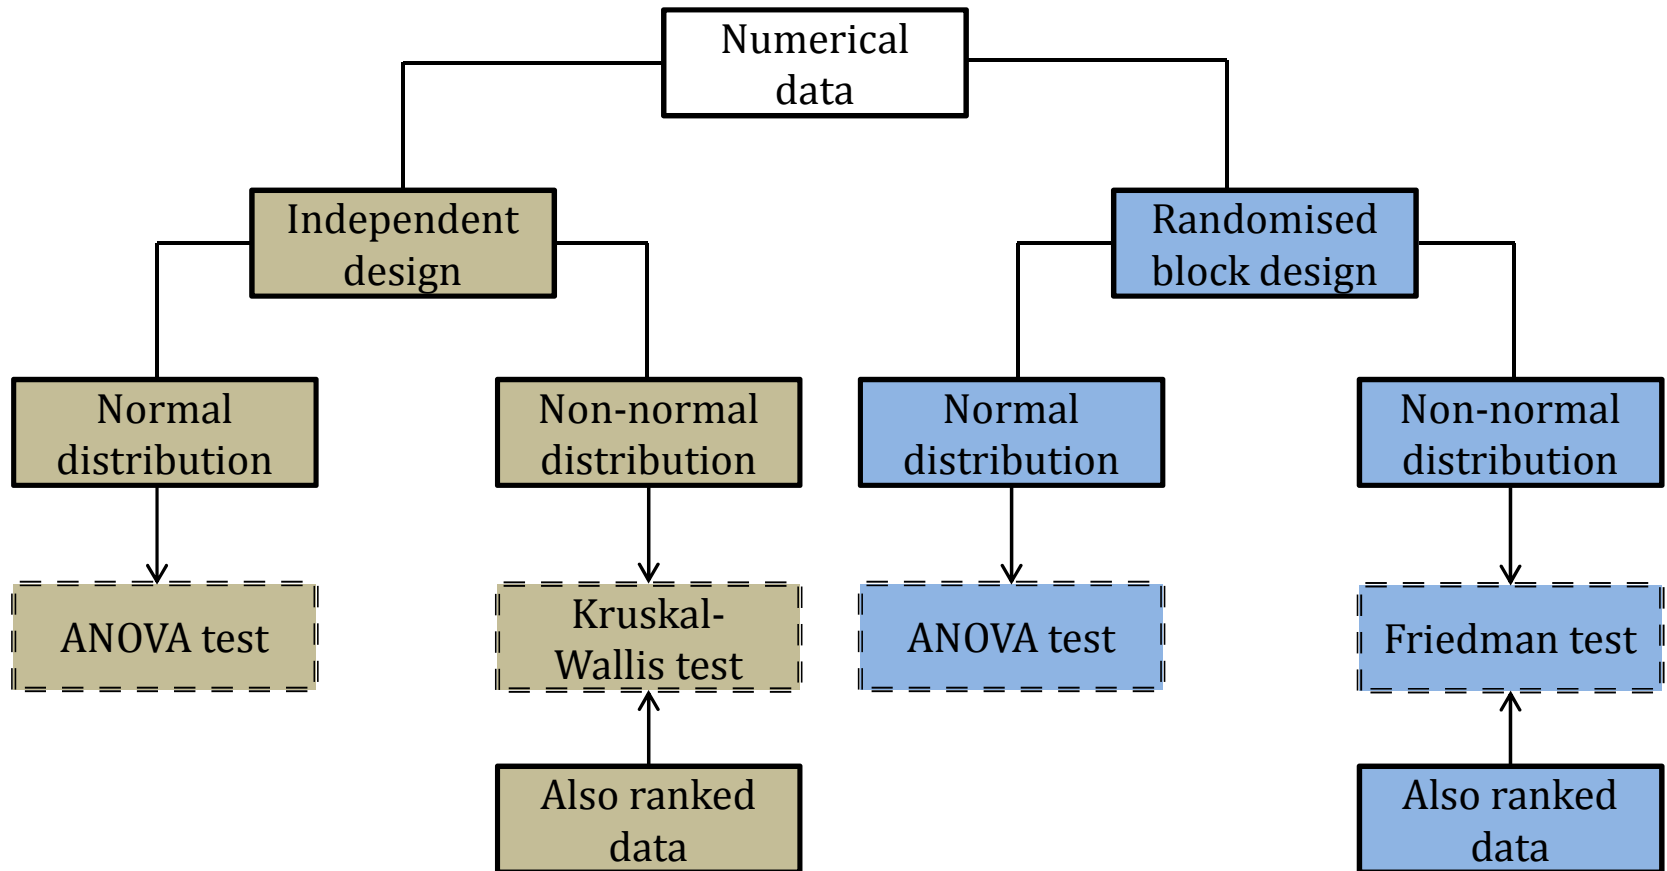 Numerical
data
Independent
design
Randomised
block design
Normal
distribution
Non-normal
distribution
Normal
distribution
Non-normal
distribution
ANOVA test
Kruskal-
Wallis test
ANOVA test
Friedman test
Also ranked
data
Also ranked
data